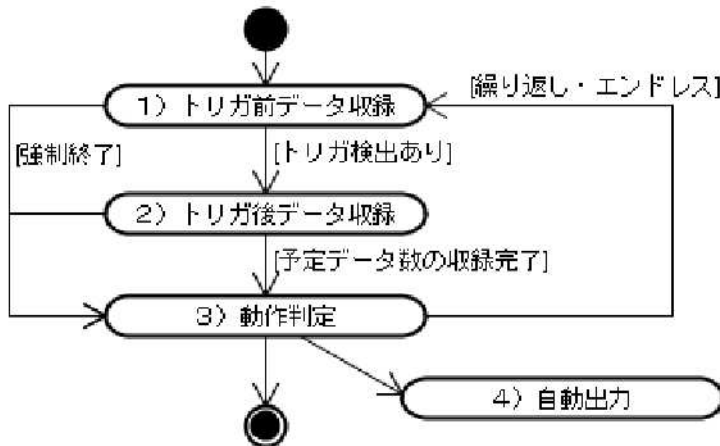 1）トリガ前データ収録
[繰り返し・エンドレス]
[強制終了]
[トリガ検出あり]
2）トリガ後データ収録
[予定データ数の収録完了]
3）動作判定
4）自動出力